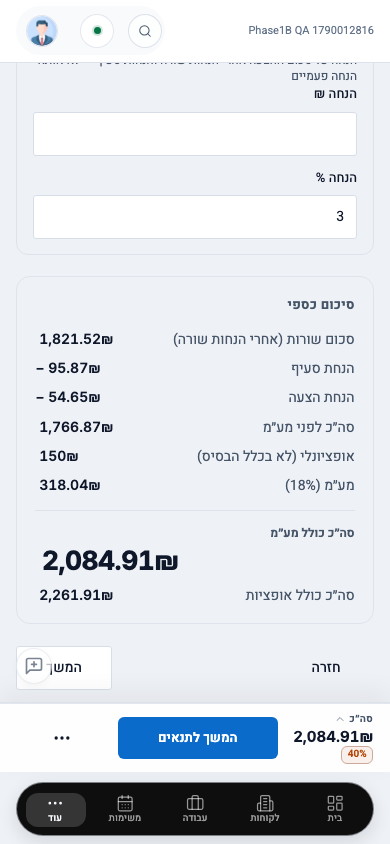 Phase1B QA 1790012816
הנחה פעמיים
הנחה ₪
הנחה %
3
סיכום כספי
סכום שורות (אחרי הנחות שורה) 1,821.52₪
הנחת סעיף − 95.87₪
הנחת הצעה − 54.65₪
סה״כ לפני מע״מ 1,766.87₪
אופציונלי (לא בכלל הבסיס) 150₪
מע״מ (18%) 318.04₪
סה״כ כולל מע״מ
2,084.91₪
סה״כ כולל אופציות 2,261.91₪
חזרה
המשך
סה״כ
2,084.91₪
40%
המשך לתנאים
בית
לקוחות
עבודה
משימות
עוד